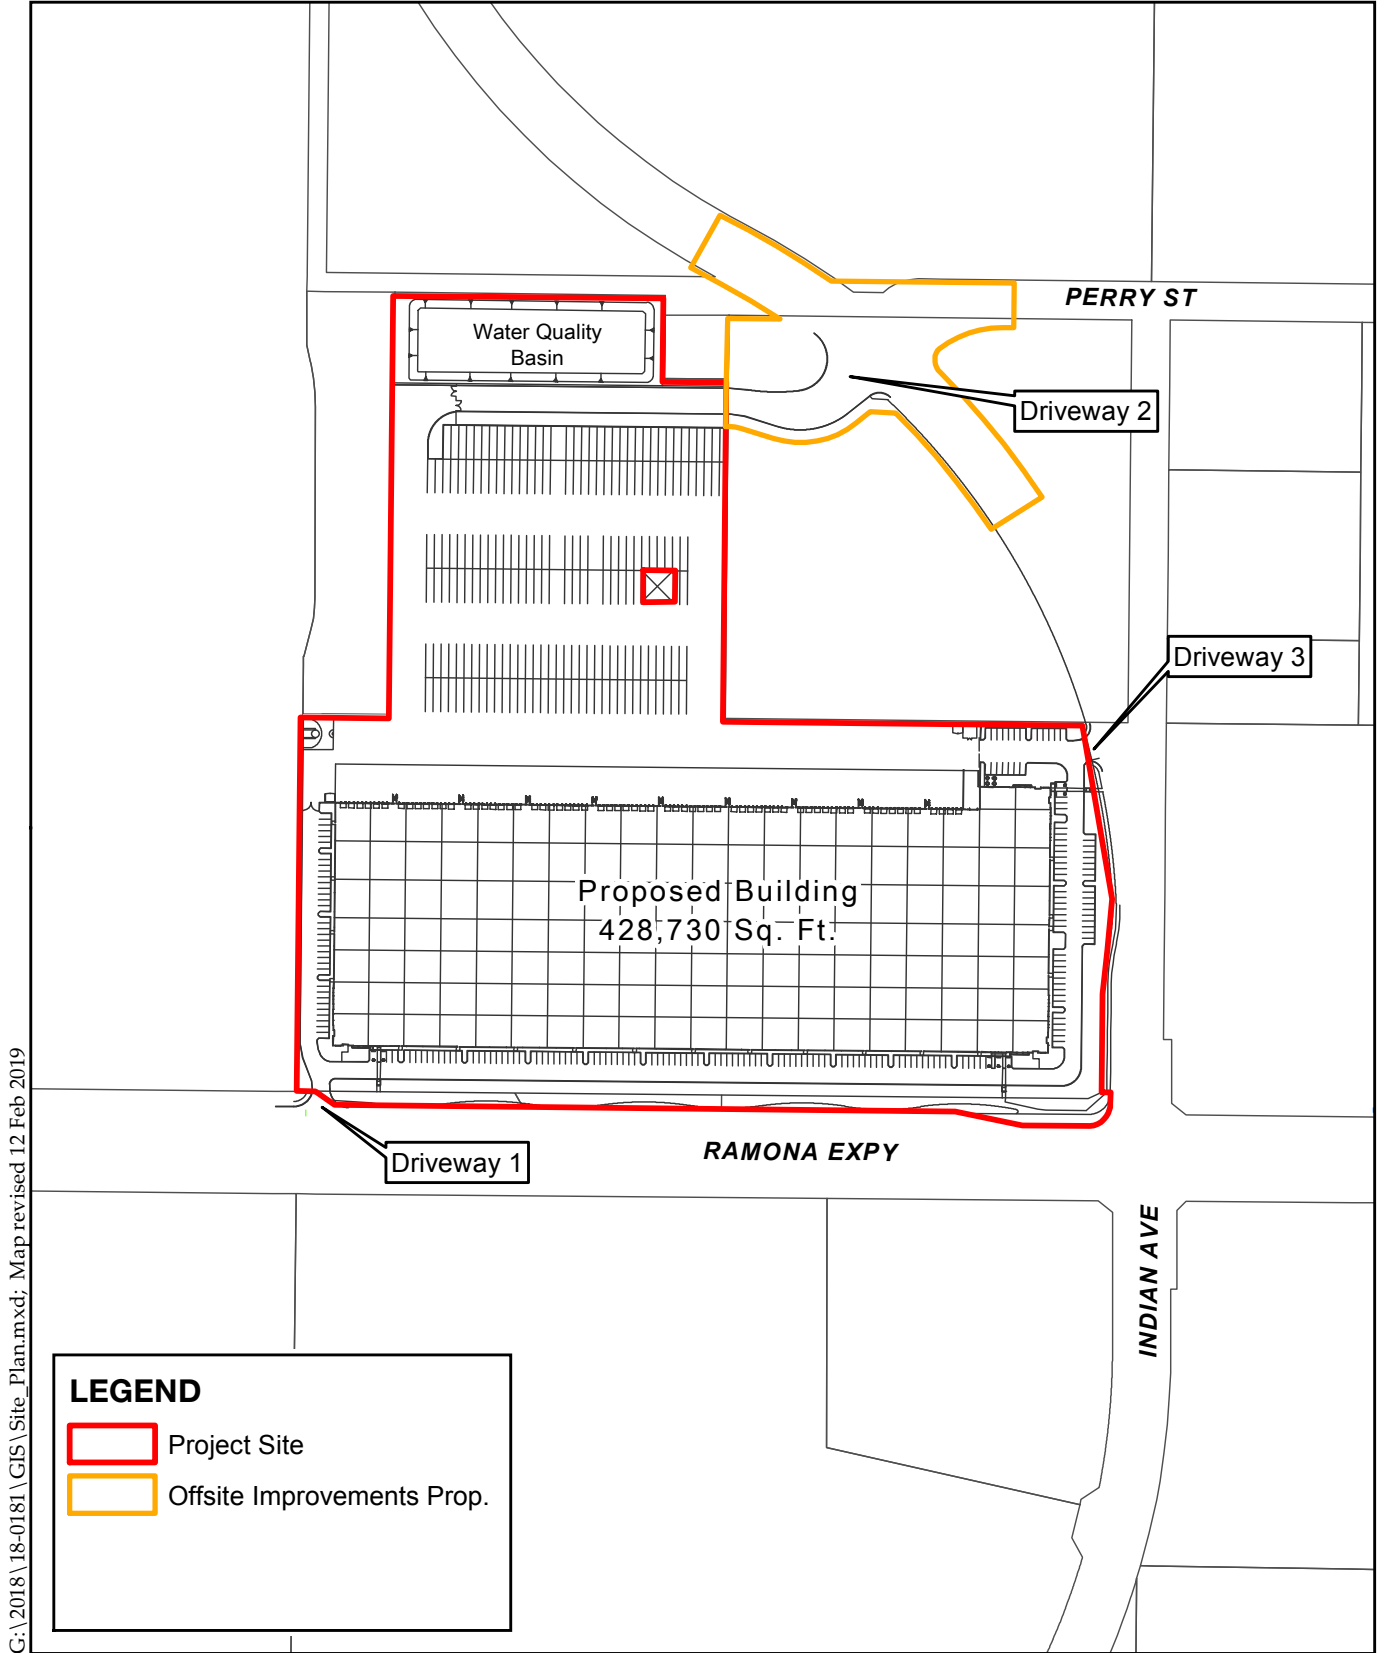 PERRY ST
Water Quality
Basin
Driveway 2
Driveway 3
Proposed Building
428,730 Sq. Ft.
Driveway 1
RAMONA EXPY
INDIAN AVE
LEGEND
Project Site
Offsite Improvements Prop.
G:\2018\18-0181\GIS\Site_Plan.mxd; Map revised 12 Feb 2019